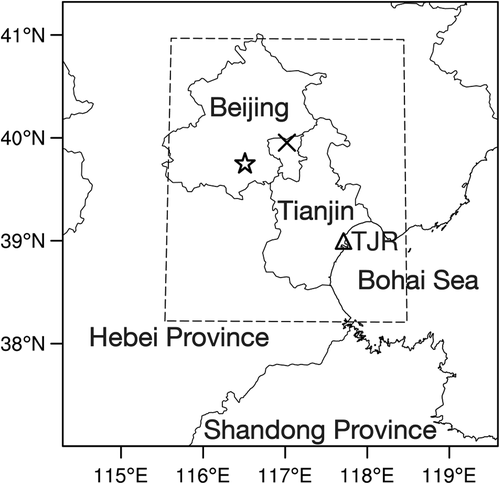 41°N
Beijing
40°N
Tianjin
39°N
TJR
Bohai Sea
Hebei Province
38°N
Shandong Province
115°E 116°E 117°E 118°E 119°E